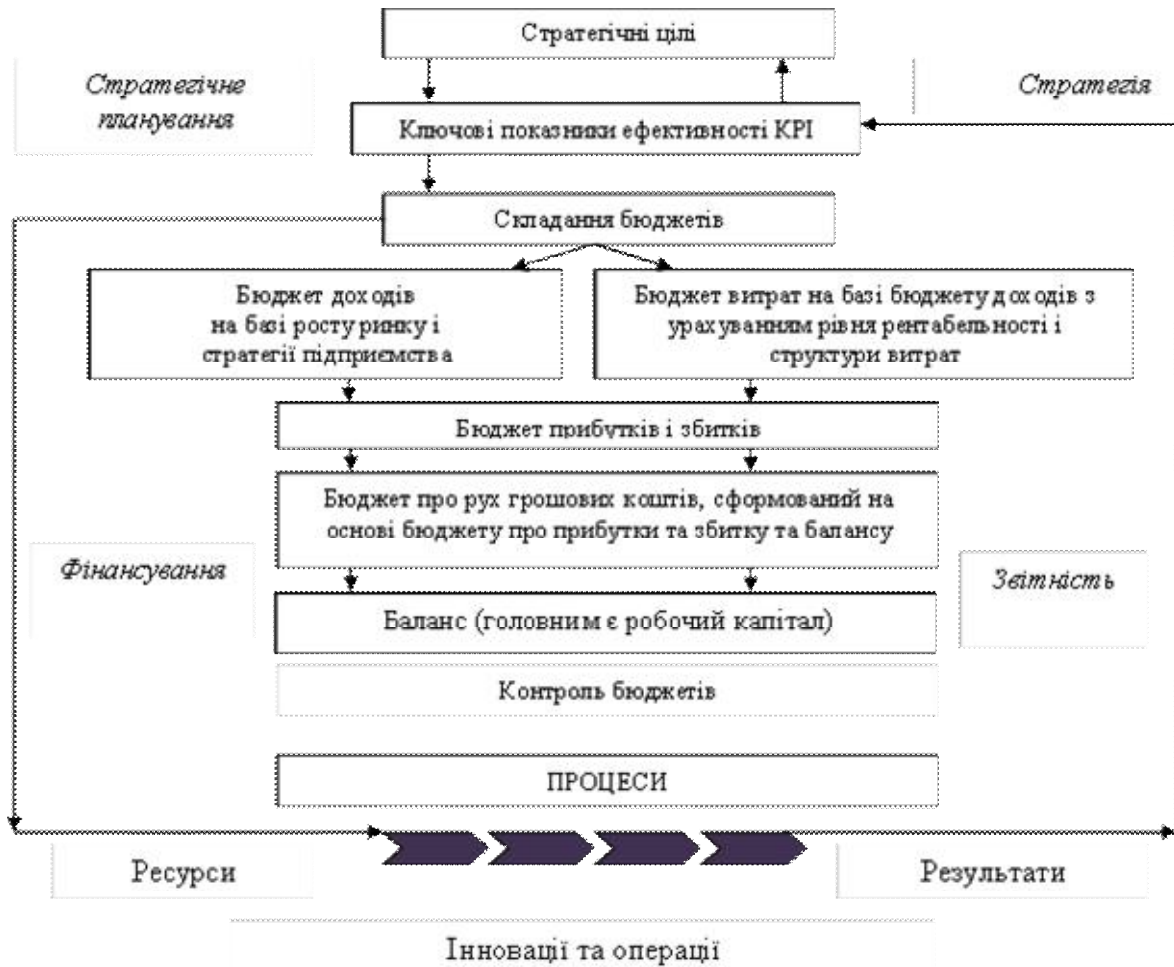 Стратегічні цілі
Стратегічне
планування
Стратегія
Ключові показники ефективності КРІ
Складання бюджетів
Бюджет доходів
на базі росту ринку і
стратегії підприємства
Бюджет витрат на базі бюджету доходів з
урахуванням рівня рентабельності і
структури витрат
Бюджет прибутків і збитків
Бюджет про рух грошових коштів, сформований на
основі бюджету про прибутки та збитку та балансу
Фінансування
Звітність
Баланс (головним є робочий капітал)
Контроль бюджетів
ПРОЦЕСИ
Ресурси
Результати
Інновації та операції